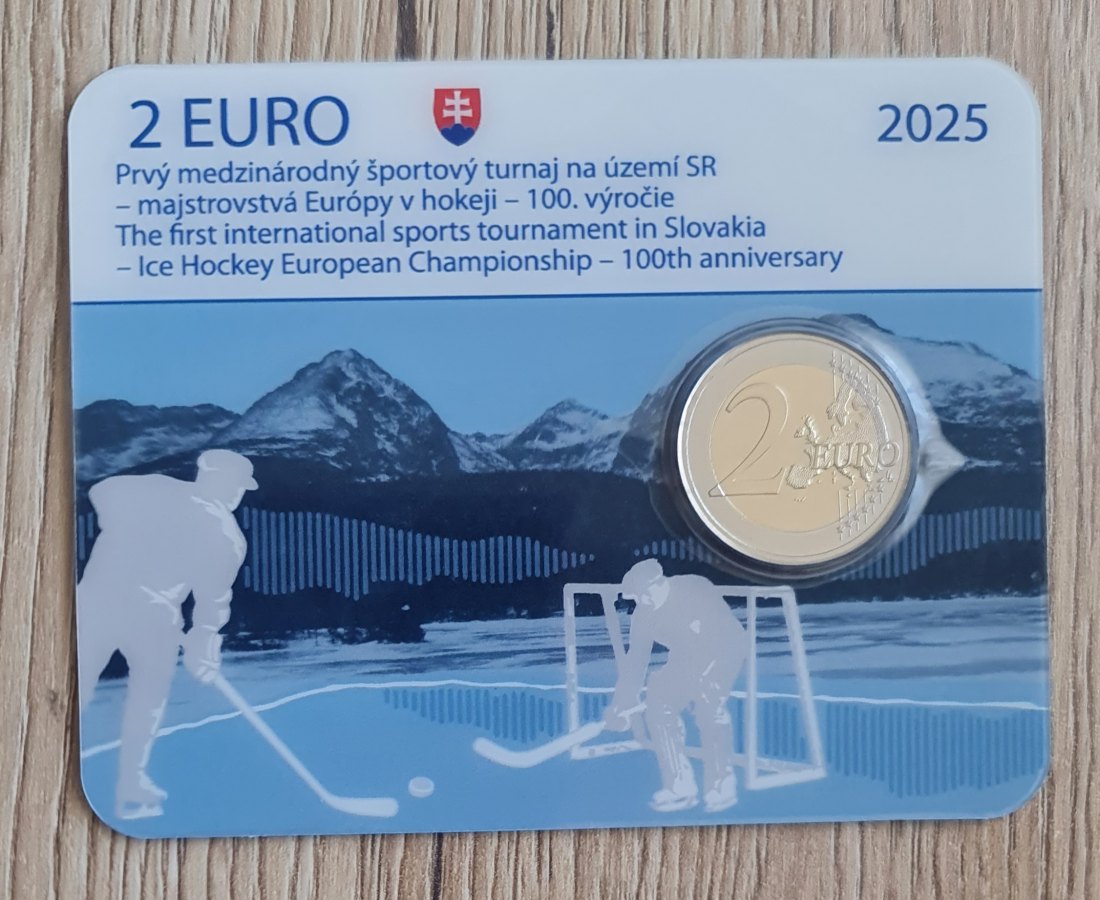 2 EURO
2025
Prvý medzinárodný športový turnaj na území SR
– majstrovstvá Európy v hokeji – 100. výročie
The first international sports tournament in Slovakia
– Ice Hockey European Championship – 100th anniversary
2 EURO